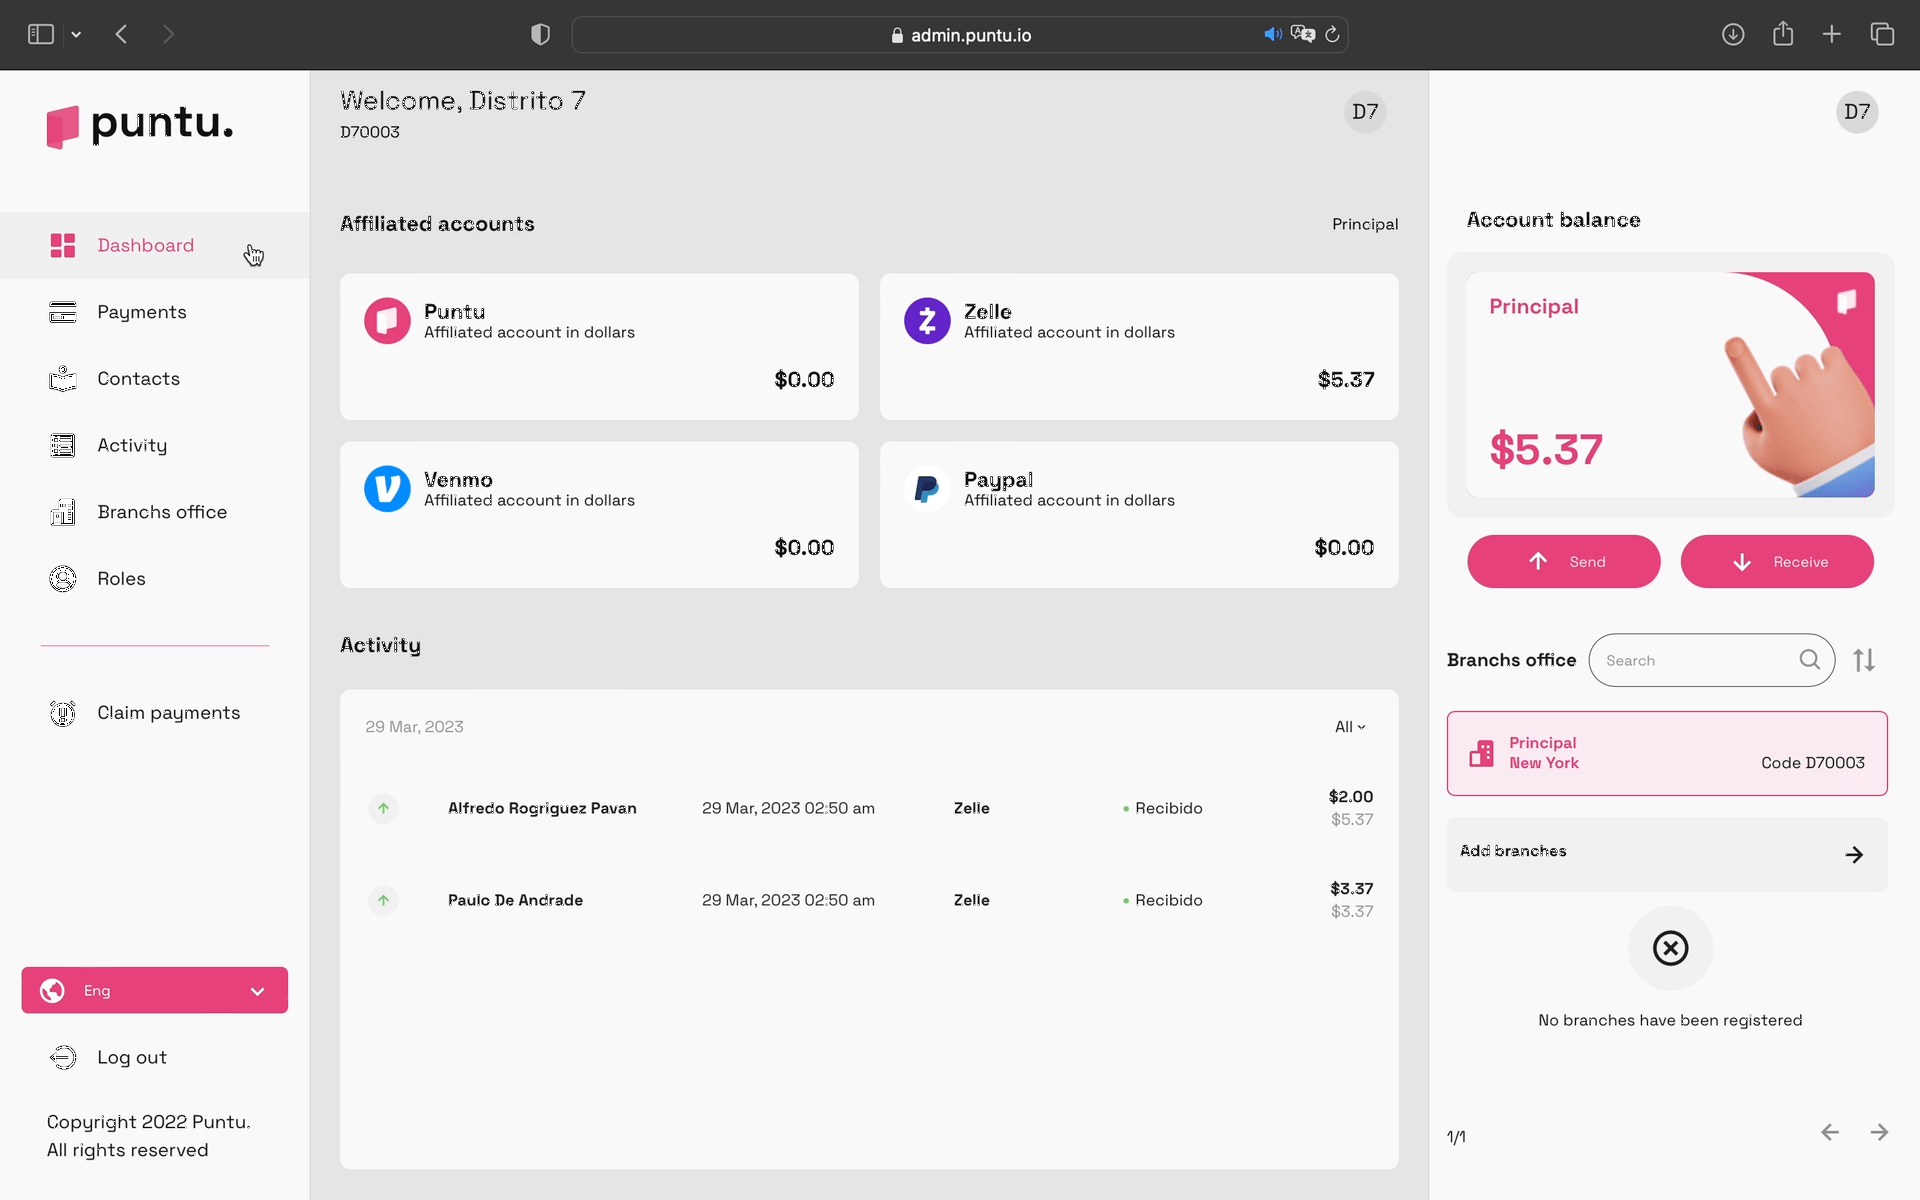 admin.puntu.io
puntu.
Dashboard
Payments
Contacts
Activity
Branchs office
Roles
Claim payments
Eng
Log out
Copyright 2022 Puntu.
All rights reserved
Welcome, Distrito 7
D70003
D7
Affiliated accounts
Principal
Puntu
Affiliated account in dollars
$0.00
Zelle
Affiliated account in dollars
$5.37
Venmo
Affiliated account in dollars
$0.00
Paypal
Affiliated account in dollars
$0.00
Activity
29 Mar, 2023
All
Alfredo Rogriguez Pavan 29 Mar, 2023 02:50 am Zelle Recibido $2.00
$5.37
Paulo De Andrade 29 Mar, 2023 02:50 am Zelle Recibido $3.37
$3.37
D7
Account balance
Principal
$5.37
Send
Receive
Branchs office
Search
Principal
New York
Code D70003
Add branches
No branches have been registered
1/1